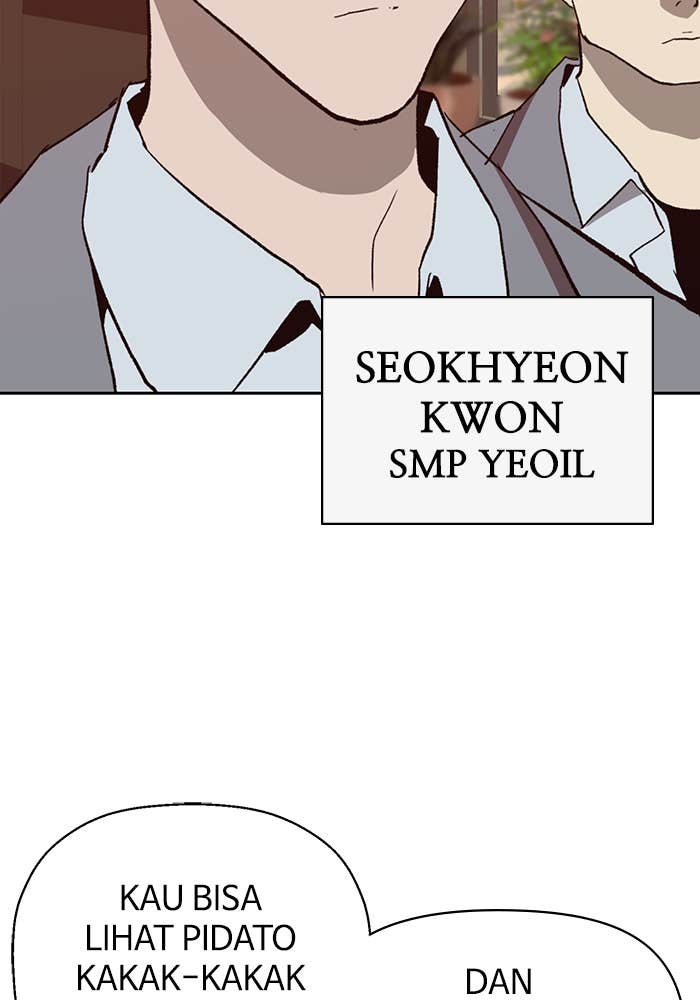 SEOKHYEON
KWON
SMP YEOIL
KAU BISA
LIHAT PIDATO
KAKAK-KAKAK
DAN